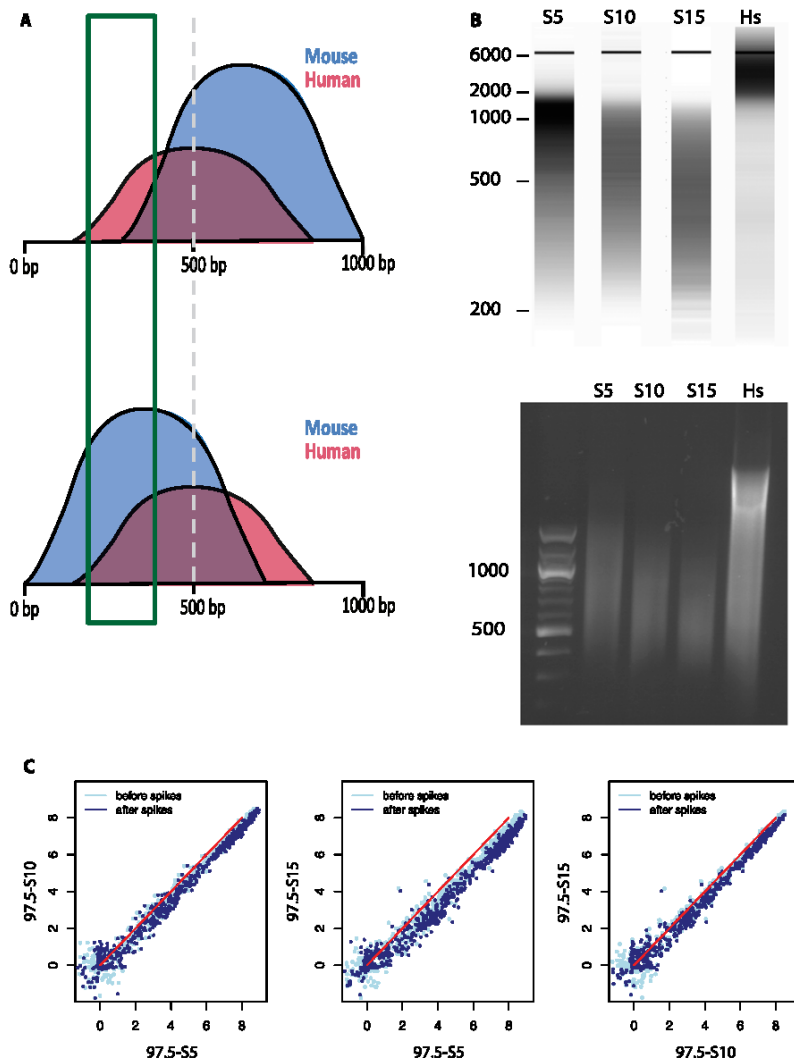 A
Mouse
Human
0 bp
500 bp
1000 bp
Mouse
Human
0 bp
500 bp
1000 bp
B
S5 S10 S15 Hs
6000
2000
1000
500
200
S5 S10 S15 Hs
1000
500
C
before spikes
after spikes
97.5-S10
8
6
4
2
0
0 2 4 6 8
97.5-S5
before spikes
after spikes
97.5-S15
8
6
4
2
0
0 2 4 6 8
97.5-S5
before spikes
after spikes
97.5-S15
8
6
4
2
0
0 2 4 6 8
97.5-S10